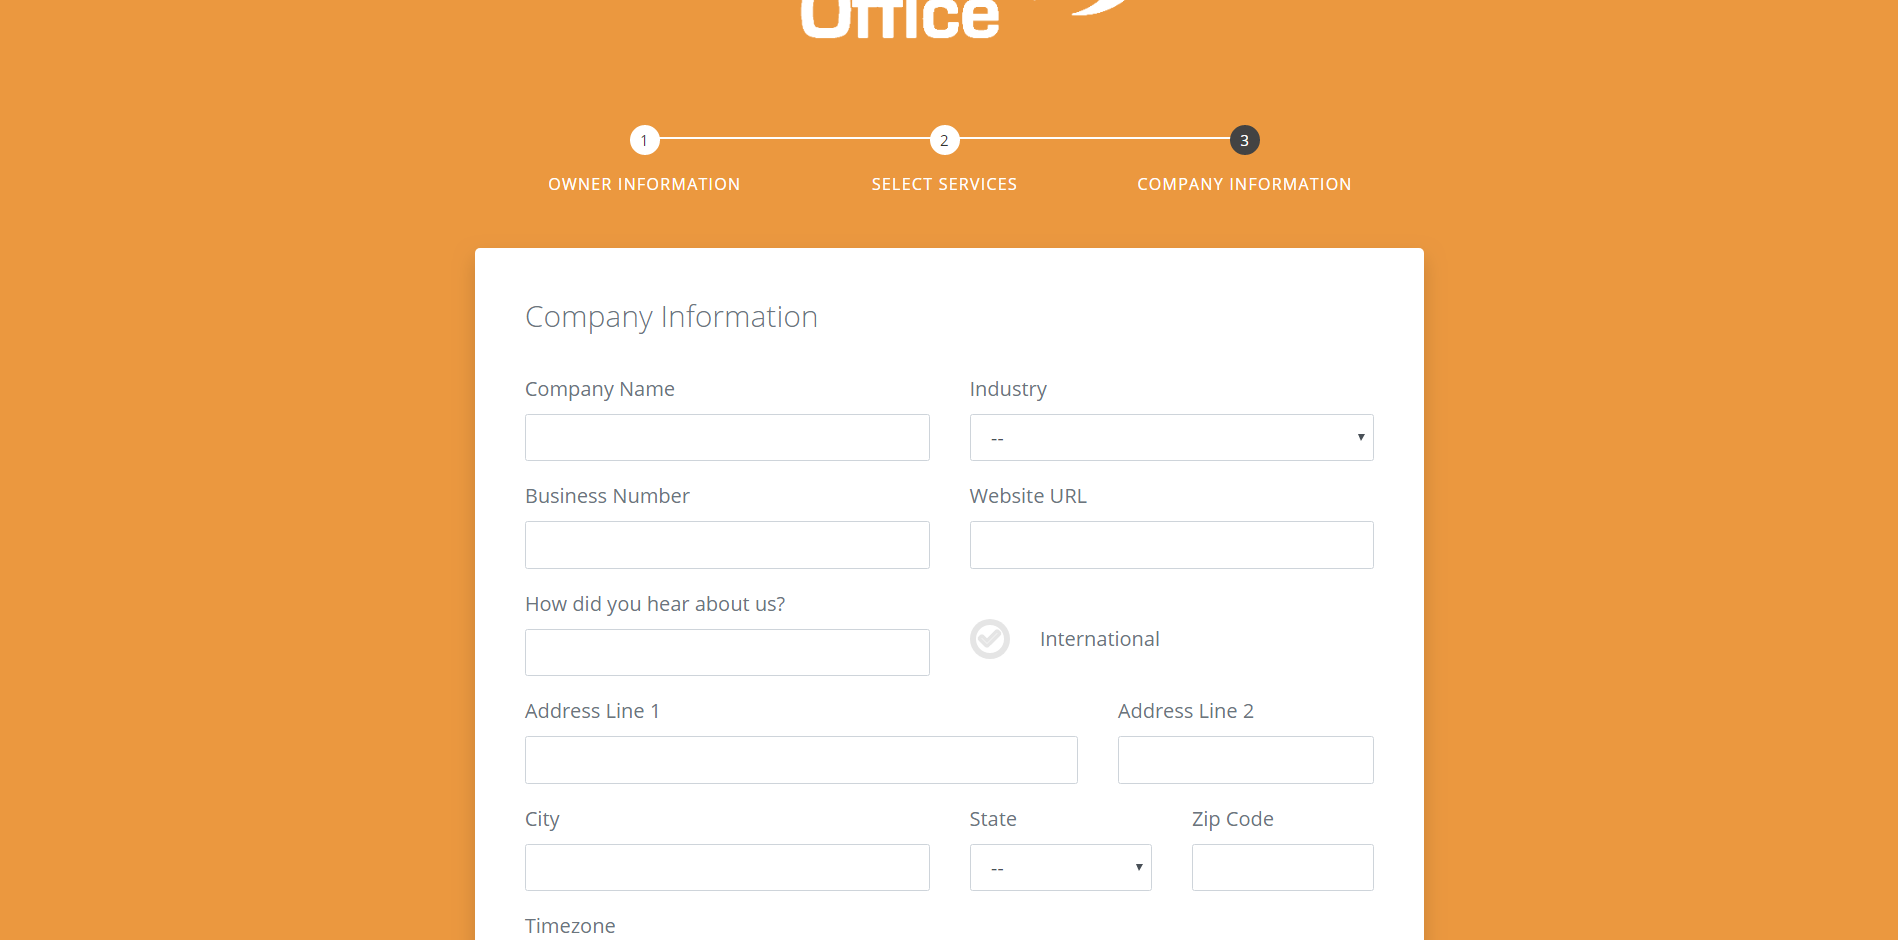 Office
1
2
3
OWNER INFORMATION
SELECT SERVICES
COMPANY INFORMATION
Company Information
Company Name
Industry
--
Business Number
Website URL
How did you hear about us?
International
Address Line 1
Address Line 2
City
State
Zip Code
--
Timezone